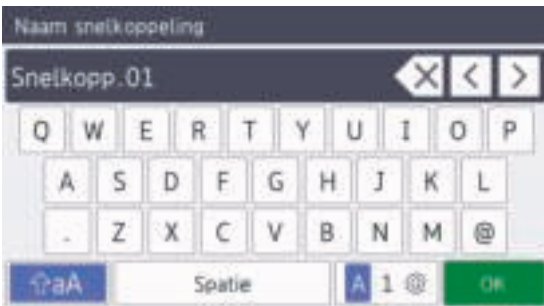 Naam snelkoppeling
Snelkopp.01
Q W E R T Y U I O P
A S D F G H J K L
. Z X C V B N M @
aA Spatie A 1 @ OK